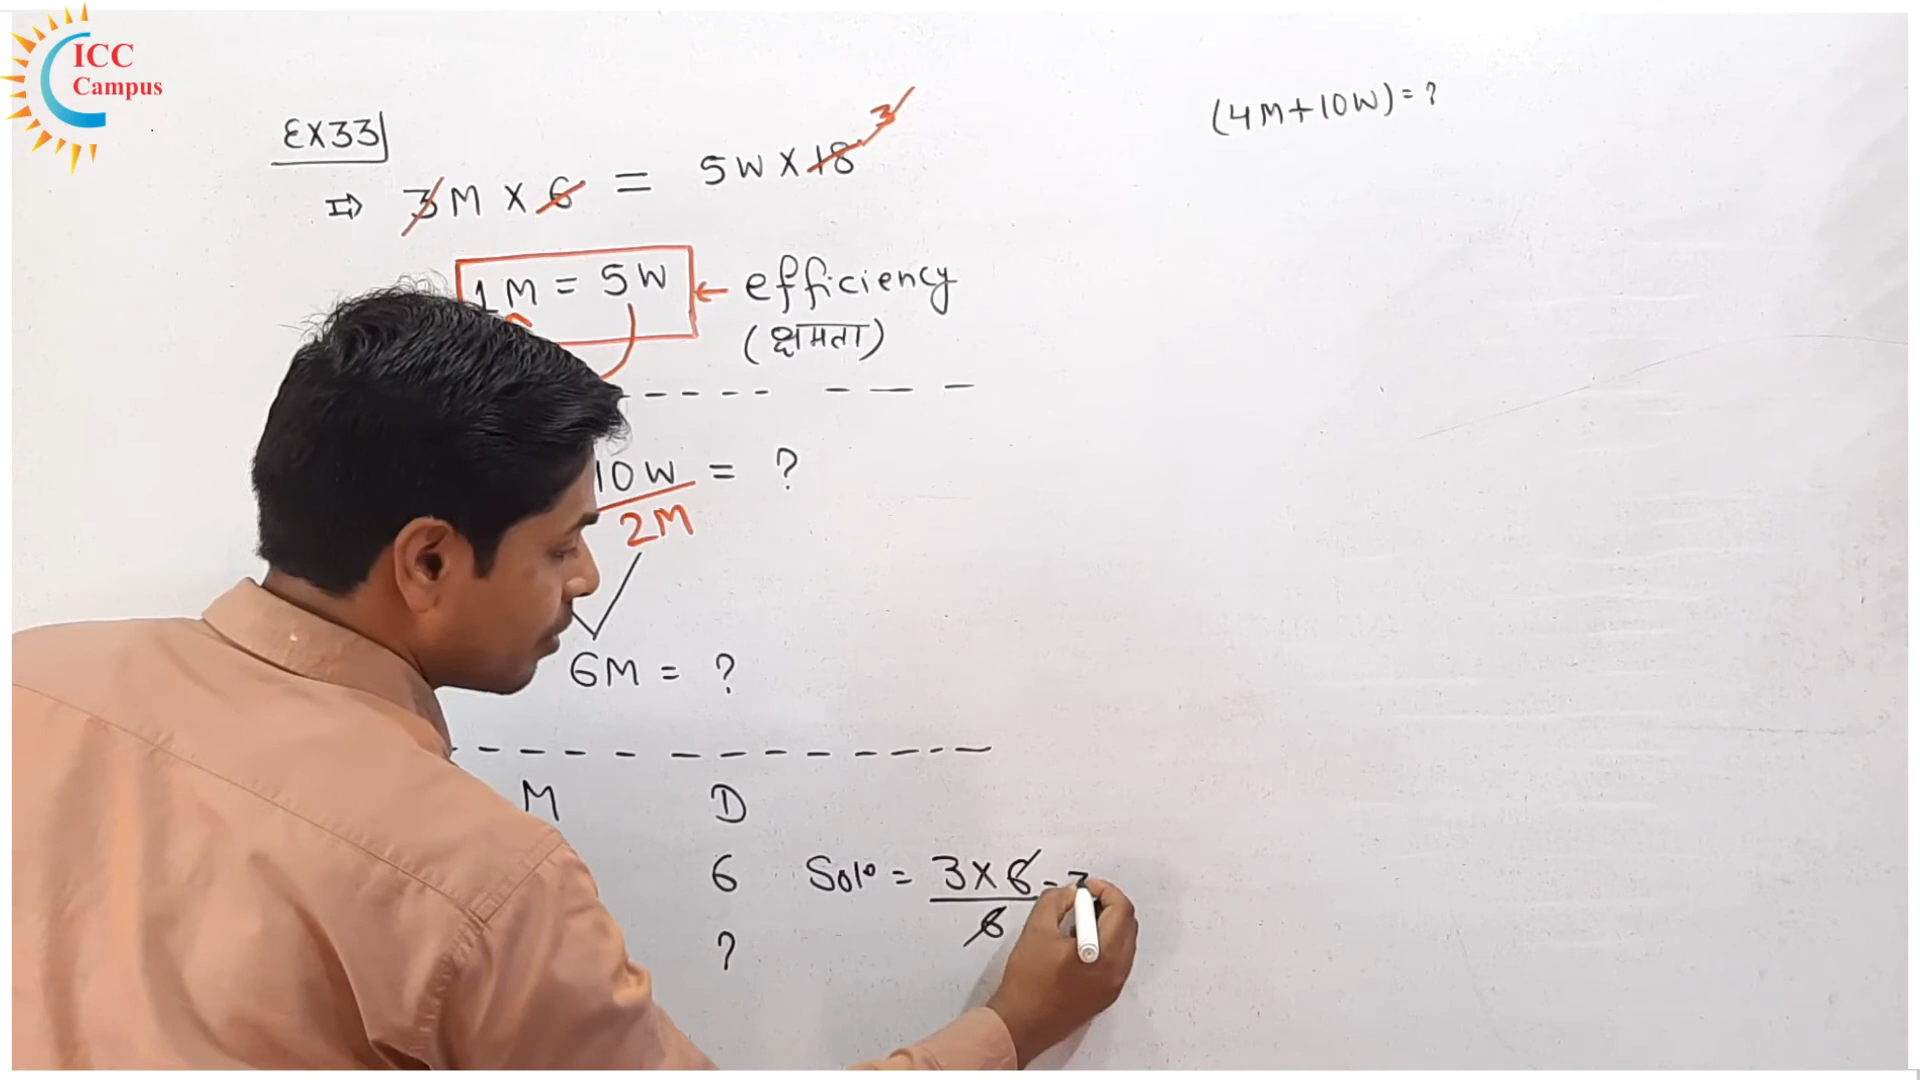 ICC
Campus
EX33
⇒ 3M × 6 = 5W × 18 3
1M = 5W ← efficiency
(क्षमता)
10W = ?
2M
6M = ?
M D
6 Solº = 3×6 = 3
6
?
(4M+10W) = ?